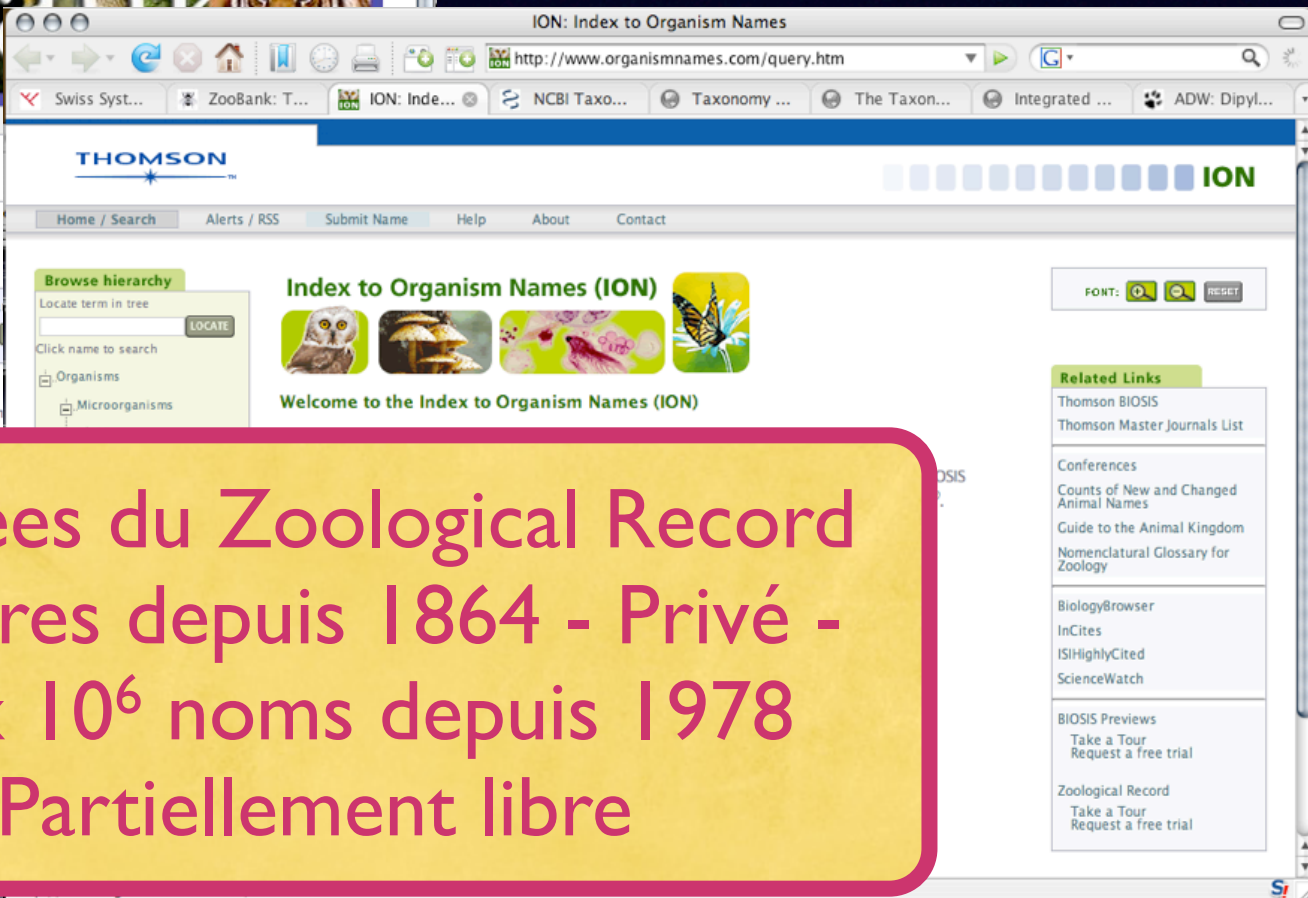 ION: Index to Organism Names
http://www.organismnames.com/query.htm
Swiss Syst... ZooBank: T... ION: Inde... NCBI Taxo... Taxonomy ... The Taxon... Integrated ... ADW: Dipyl...
THOMSON
ION
Home / Search Alerts / RSS Submit Name Help About Contact
Browse hierarchy
Locate term in tree
LOCATE
Click name to search
Organisms
Microorganisms
Index to Organism Names (ION)
Welcome to the Index to Organism Names (ION)
FONT: RESET
Related Links
Thomson BIOSIS
Thomson Master Journals List
Conferences
Counts of New and Changed
Animal Names
Guide to the Animal Kingdom
Nomenclatural Glossary for
Zoology
BiologyBrowser
InCites
ISIHighlyCited
ScienceWatch
BIOSIS Previews
Take a Tour
Request a free trial
Zoological Record
Take a Tour
Request a free trial
du Zoological Record
depuis 1864 - Privé -
10⁶ noms depuis 1978
Partiellement libre